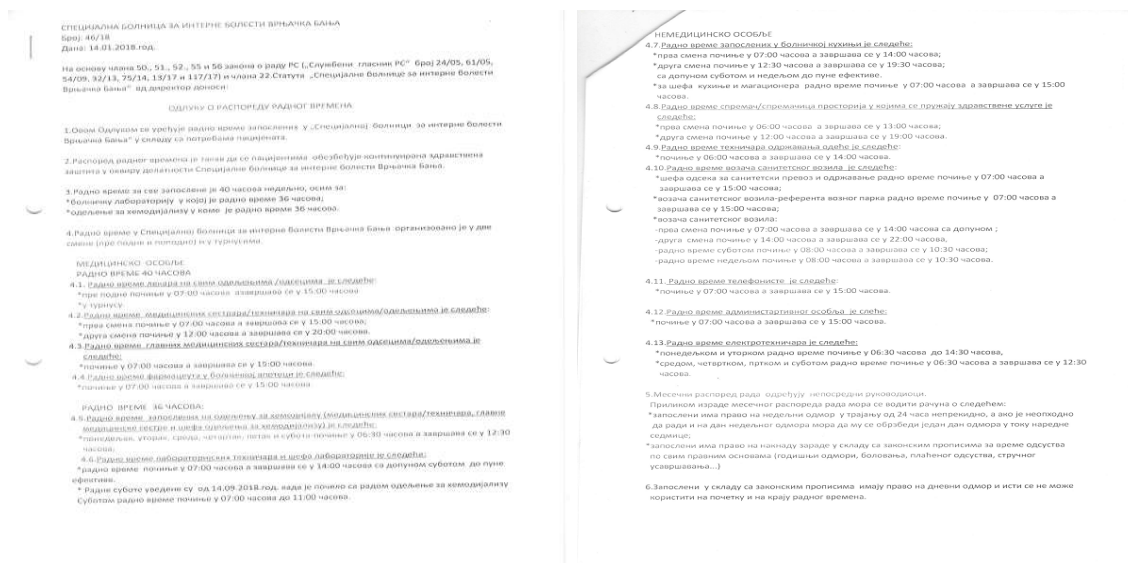 СПЕЦИЈАЛНА БОЛНИЦА ЗА ИНТЕРНЕ БОЛЕСТИ ВРЊАЧКА БАЊА
Број: 46/18
Дана: 14.01.2018.год.
На основу члана 50., 51., 52., 55 и 56 закона о раду РС („Службени гласник РС“ број 24/05, 61/05,
54/09, 32/13, 75/14, 13/17 и 117/17) и члана 22.Статута „Специјалне болнице за интерне болести
Врњачка Бања“ од директор доноси:
ОДЛУКУ О РАСПОРЕДУ РАДНОГ ВРЕМЕНА
1.Овом Одлуком се уређује радно време запослених у „Специјалној болници за интерне болести
Врњачка Бања“ у складу са потребама пацијената.
2.Распоред радног времена је такав да се пацијентима обезбеђује континуирана здравствена
заштита у оквиру делатности Специјалне болнице за интерне болести Врњачка Бања.
3.Радно време за све запослене је 40 часова недељно, осим за:
*болничку лабораторију у којој је радно време 36 часова;
*одељење за хемодијализу у коме је радно време 36 часова.
4.Радно време у Специјалној болници за интерне болести Врњачка Бања организовано је у две
смене (пре подне и поподне) и у турнусима.
МЕДИЦИНСКО ОСОБЉЕ
РАДНО ВРЕМЕ 40 ЧАСОВА
4.1. Радно време лекара на свим одељењима /одсецима је следеће:
*пре подне почиње у 07:00 часова азавршава се у 15:00 часова
*у турнусу.
4.2.Радно време медицинских сестара/техничара на свим одсецима/одељењима је следеће:
*прва смена почиње у 07:00 часова а завршава се у 15:00 часова;
*друга смена почиње у 12:00 часова а завршава се у 20:00 часова.
4.3.Радно време главних медицинских сестара/техничара на свим одсецима/одељењима је
следеће:
*почиње у 07:00 часова а завршава се у 15:00 часова.
4.4.Радно време фармацеута у болничкој апотеци је следеће:
*почиње у 07:00 часова а завршава се у 15:00 часова
РАДНО ВРЕМЕ 36 ЧАСОВА:
4.5.Радно време запослених на одељењу за хемодијализу (медицинских сестара/техничара, главне
медицинске сестре и шефа одељења за хемодијализу) је следеће:
*понедељак, уторак, среда, четвртак, петак и субота почиње у 06:30 часова а завршава се у 12:30
часова;
4.6.Радно време лабораторијских техничара и шефа лабораторије је следеће:
*радно време почиње у 07:00 часова а завршава се у 14:00 часова са допуном суботом до пуне
ефективе.
* Радне суботе уведене су од 14.09.2018.год. када је почело са радом одељење за хемодијализу
Суботом радно време почиње у 07:00 часова до 11:00 часова.
НЕМЕДИЦИНСКО ОСОБЉЕ
4.7.Радно време запослених у болничкој кухињи је следеће:
*прва смена почиње у 07:00 часова а завршава се у 14:00 часова;
*друга смена почиње у 12:30 часова а завршава се у 19:30 часова;
са допуном суботом и недељом до пуне ефективе.
*за шефа кухиње и магационера радно време почиње у 07:00 часова а завршава се у 15:00
часова.
4.8.Радно време спремач/спремачица просторија у којима се пружају здравствене услуге је
следеће:
*прва смена почиње у 06:00 часова а звршава се у 13:00 часова;
*друга смена почиње у 12:00 часова а завршава се у 19:00 часова.
4.9.Радно време техничара одржавања одеће је следеће:
*почиње у 06:00 часова а завршава се у 14:00 часова.
4.10.Радно време возача санитетског возила је следеће:
*шефа одсека за санитетски превоз и одржавање радно време почиње у 07:00 часова а
завршава се у 15:00 часова;
*возача санитетског возила-референта возног парка радно време почиње у 07:00 часова а
завршава се у 15:00 часова;
*возача санитетског возила:
-прва смена почиње у 07:00 часова а завршава се у 14:00 часова са допуном ;
-друга смена почиње у 14:00 часова а завршава се у 22:00 часова,
-радно време суботом почиње у 08:00 часова а завршава се у 10:30 часова;
-радно време недељом почиње у 08:00 часова а завршава се у 10:30 часова.
4.11. Радно време телефонисте је следеће:
*почиње у 07:00 часова а завршава се у 15:00 часова.
4.12.Радно време администартивног особља је слеће:
*почиње у 07:00 часова а завршава се у 15:00 часова.
4.13.Радно време електротехничара је следеће:
*понедељком и уторком радно време почиње у 06:30 часова до 14:30 часова,
*средом, четвртком, пртком и суботом радно време почиње у 06:30 часова а завршава се у 12:30
часова.
5.Месечни распоред рада одређују непосредни руководиоци.
Приликом израде месечног распореда рада мора се водити рачуна о следећем:
*запослени има право на недељни одмор у трајању од 24 часа непрекидно, а ако је неопходно
да ради и на дан недељног одмора мора да му се обрзбеди један дан одмора у току наредне
седмице;
*запослени има право на накнаду зараде у складу са законским прописима за време одсуства
по свим правним основама (годишњи одмори, боловања, плаћеног одсуства, стручног
усавршавања...)
6.Запослени у складу са законским прописима имају право на дневни одмор и исти се не може
користити на почетку и на крају радног времена.